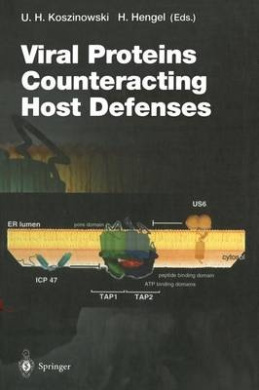 U. H. Koszinowski H. Hengel (Eds.)
Viral Proteins
Counteracting
Host Defenses
US6
ER lumen
pore domain
cytosol
peptide binding domain
ICP 47
ATP binding domains
TAP1 TAP2
Springer